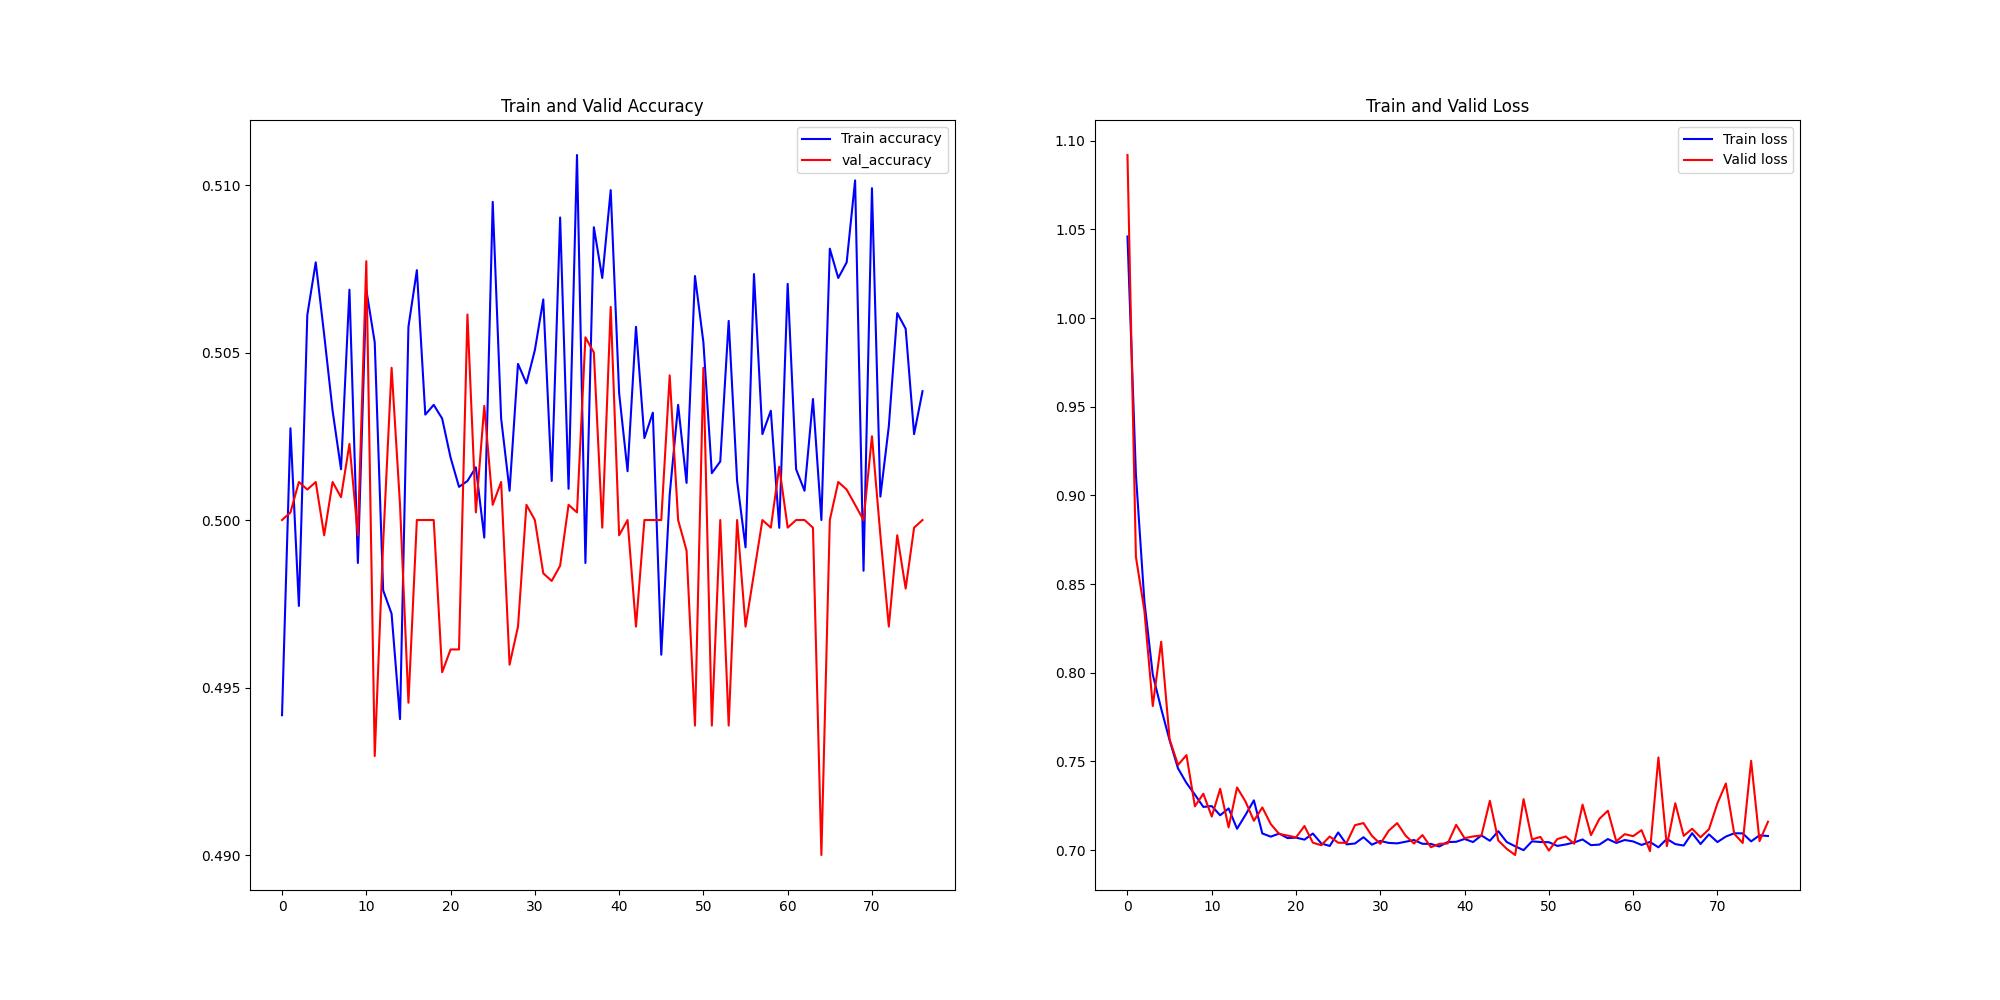 Train and Valid Accuracy
Train accuracy
val_accuracy
0.510
0.505
0.500
0.495
0.490
0 10 20 30 40 50 60 70
Train and Valid Loss
Train loss
Valid loss
1.10
1.05
1.00
0.95
0.90
0.85
0.80
0.75
0.70
0 10 20 30 40 50 60 70